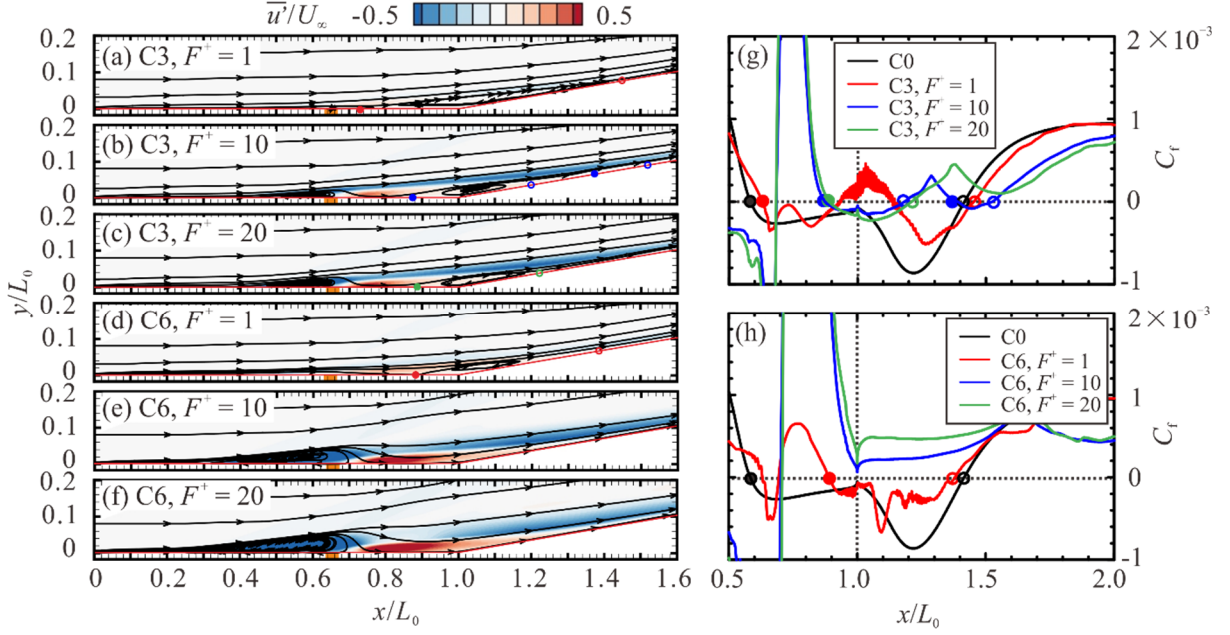 u'/U∞ -0.5 0.5
0.2
(a) C3, F⁺ = 1
0.1
0
0.2
(b) C3, F⁺ = 10
0.1
0
0.2
(c) C3, F⁺ = 20
0.1
0
0.2
(d) C6, F⁺ = 1
0.1
0
0.2
(e) C6, F⁺ = 10
0.1
0
0.2
(f) C6, F⁺ = 20
0.1
0
y/L₀
0 0.2 0.4 0.6 0.8 1.0 1.2 1.4 1.6
x/L₀
(g)
C0
C3, F⁺ = 1
C3, F⁺ = 10
C3, F⁺ = 20
2×10⁻³
1
C_f
0
-1
(h)
C0
C6, F⁺ = 1
C6, F⁺ = 10
C6, F⁺ = 20
2×10⁻³
1
C_f
0
-1
0.5 1.0 1.5 2.0
x/L₀